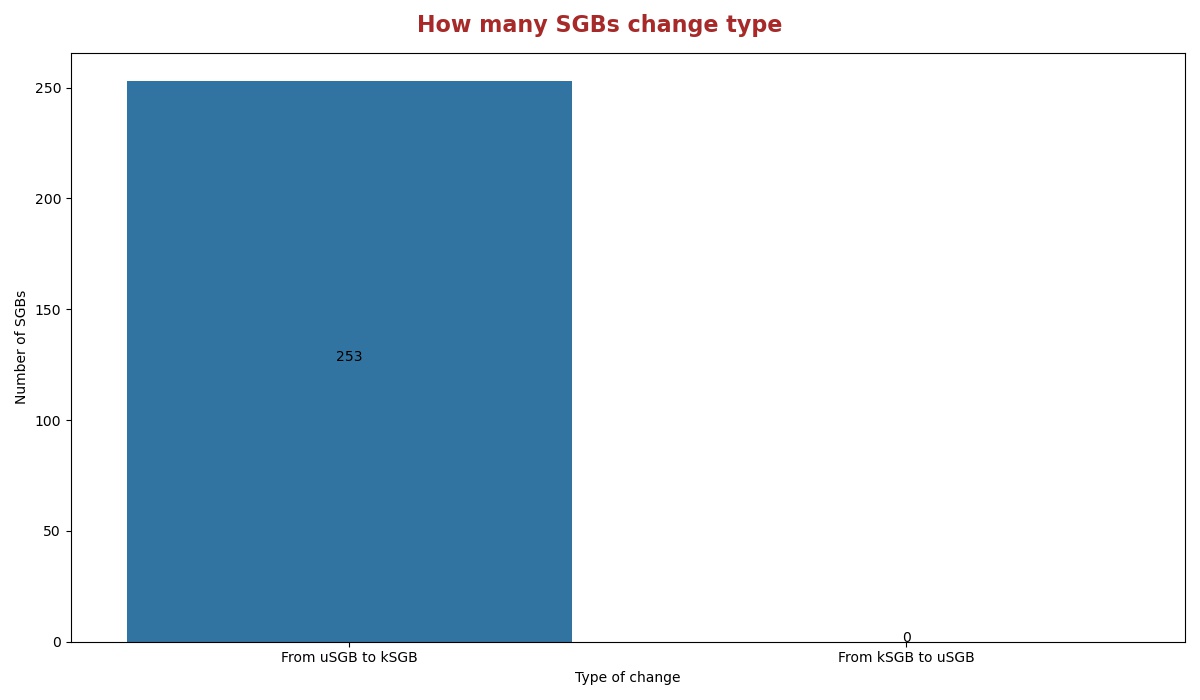 How many SGBs change type
Number of SGBs
250
200
150
100
50
0
253
0
From uSGB to kSGB
From kSGB to uSGB
Type of change